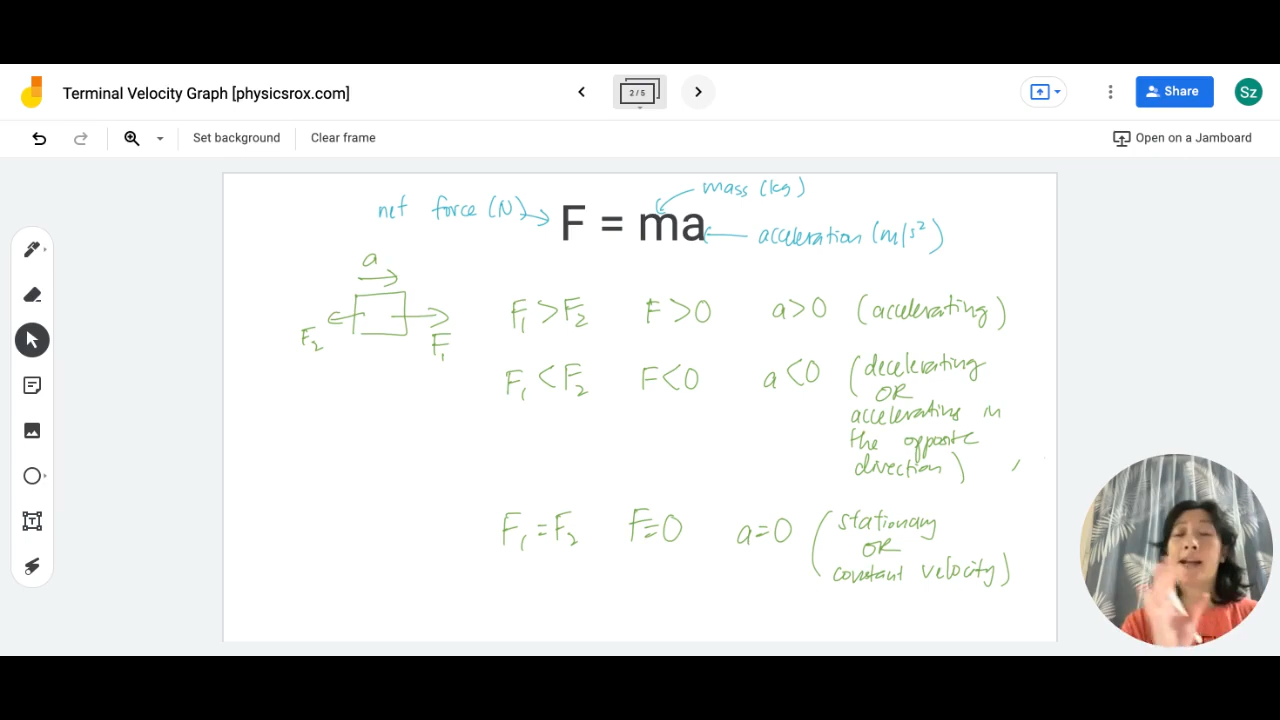 Terminal Velocity Graph [physicsrox.com]
2/5
Share
Sz
Set background
Clear frame
Open on a Jamboard
mass (kg)
net force (N)
F = ma
acceleration (m/s²)
a
F₂
F₁
F₁ > F₂ F > 0 a > 0 (accelerating)
F₁ < F₂ F < 0 a < 0 (decelerating
OR
accelerating in
the opposite
direction)
F₁ = F₂ F = 0 a = 0 (stationary
OR
constant velocity)